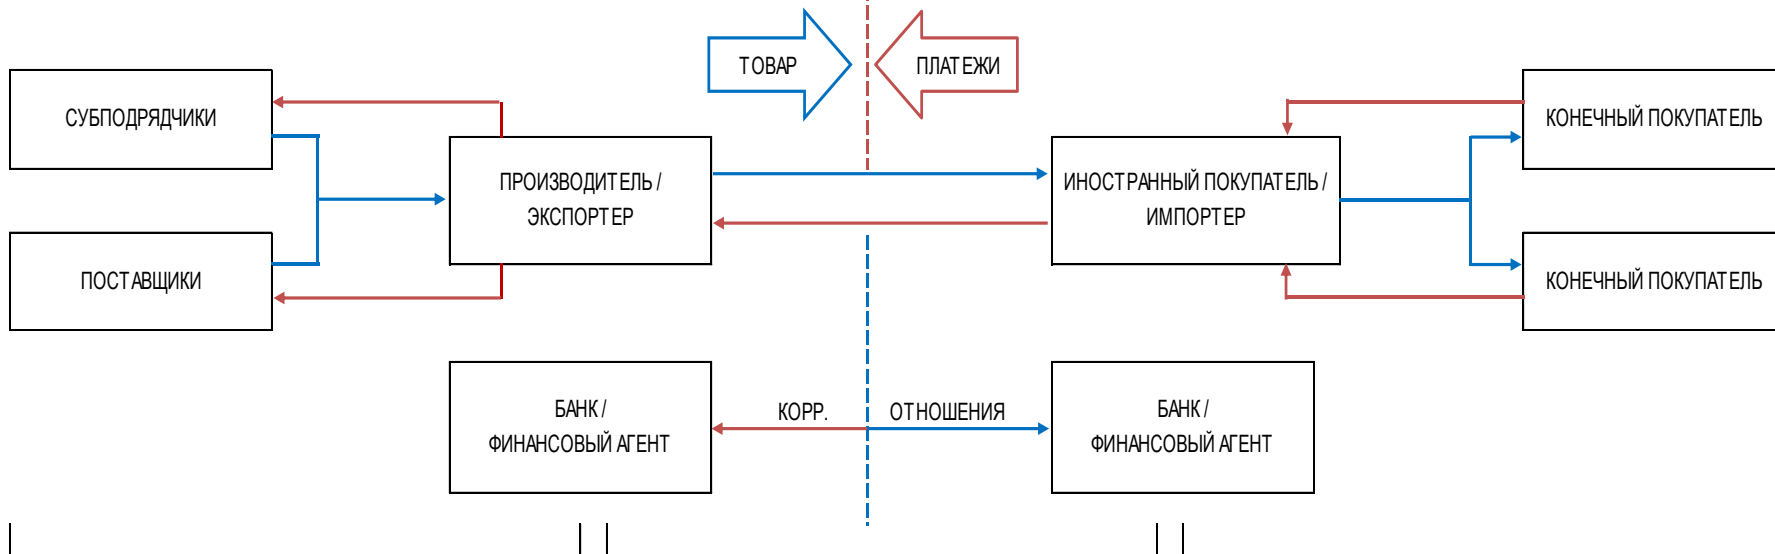 ТОВАР
ПЛАТЕЖИ
СУБПОДРЯДЧИКИ
КОНЕЧНЫЙ ПОКУПАТЕЛЬ
ПРОИЗВОДИТЕЛЬ /
ЭКСПОРТЕР
ИНОСТРАННЫЙ ПОКУПАТЕЛЬ /
ИМПОРТЕР
ПОСТАВЩИКИ
КОНЕЧНЫЙ ПОКУПАТЕЛЬ
БАНК /
ФИНАНСОВЫЙ АГЕНТ
КОРР.
ОТНОШЕНИЯ
БАНК /
ФИНАНСОВЫЙ АГЕНТ